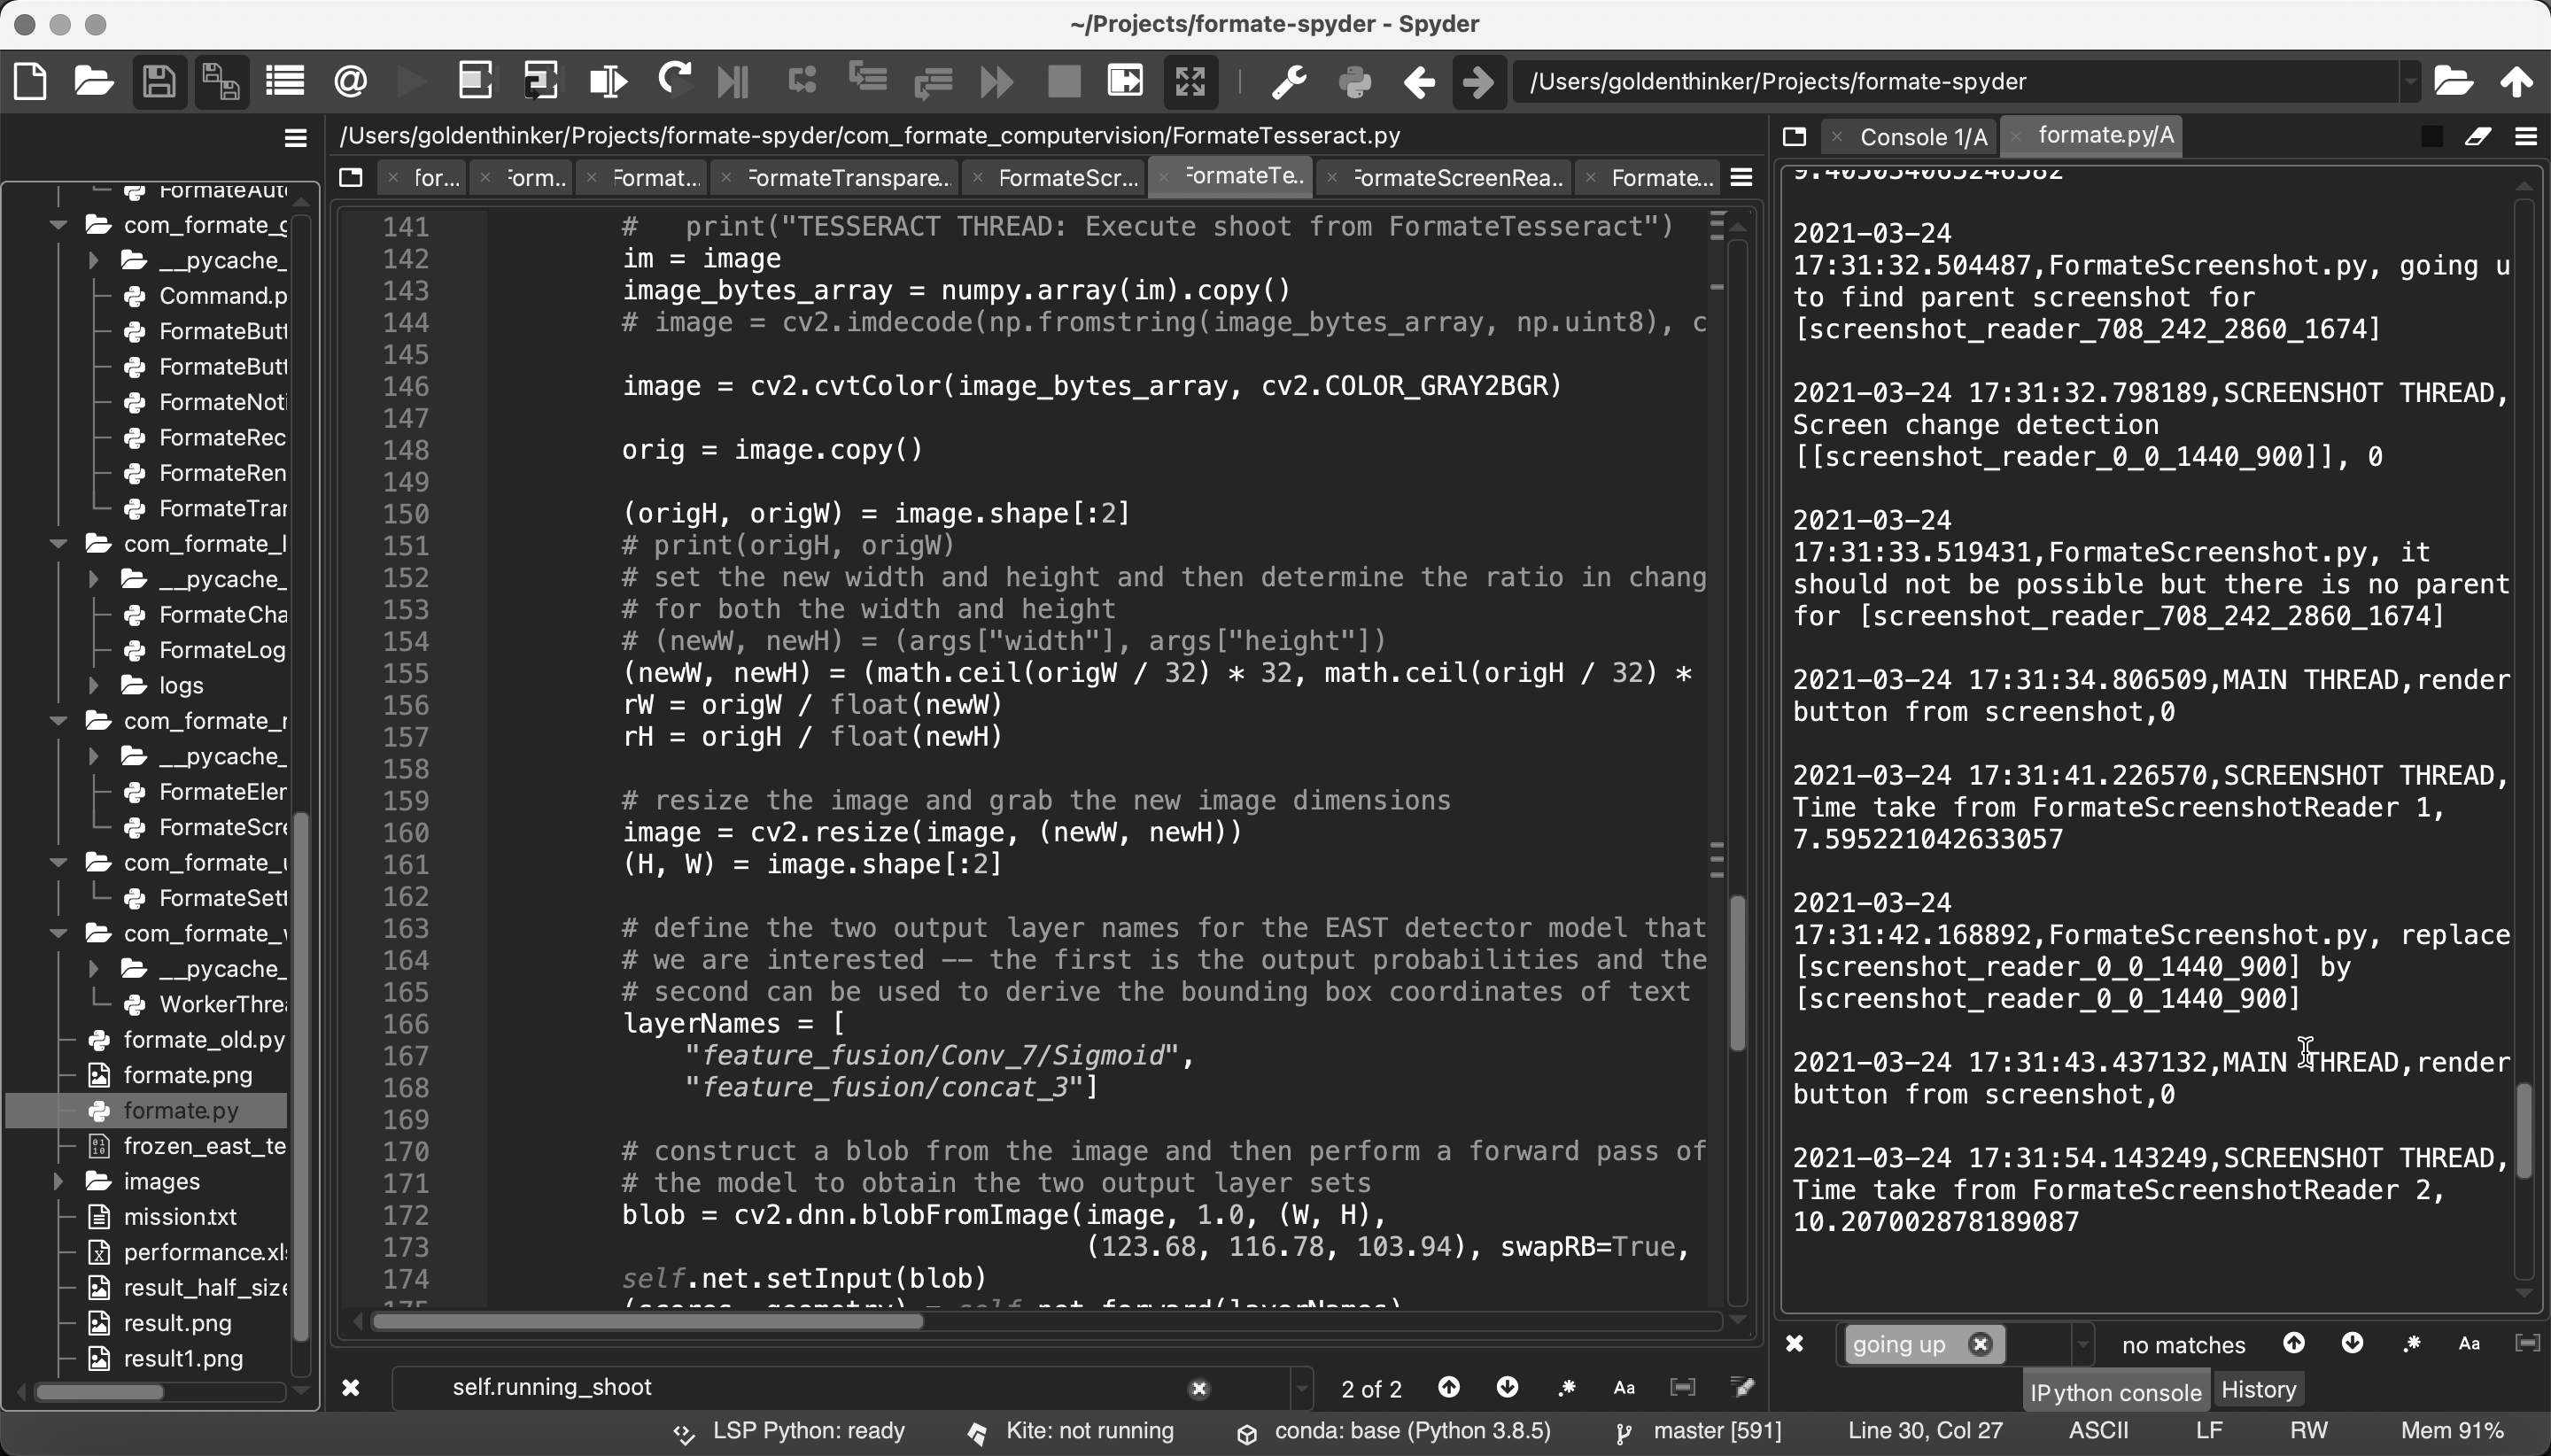 ~/Projects/formate-spyder - Spyder
/Users/goldenthinker/Projects/formate-spyder
/Users/goldenthinker/Projects/formate-spyder/com_formate_computervision/FormateTesseract.py
for...
Form..
Format...
FormateTranspare..
FormateScr...
FormateTe..
FormateScreenRea..
Formate...
Console 1/A
formate.py/A
FormateAut
com_formate_g
__pycache_
Command.p
FormateButt
FormateButt
FormateNoti
FormateRec
FormateRen
FormateTran
com_formate_l
__pycache_
FormateCha
FormateLog
logs
com_formate_r
__pycache_
FormateEler
FormateScre
com_formate_u
FormateSett
com_formate_w
__pycache_
WorkerThrea
formate_old.py
formate.png
formate.py
frozen_east_te
images
mission.txt
performance.xls
result_half_size
result.png
result1.png
141 #   print("TESSERACT THREAD: Execute shoot from FormateTesseract")
142 im = image
143 image_bytes_array = numpy.array(im).copy()
144 # image = cv2.imdecode(np.fromstring(image_bytes_array, np.uint8), c
145
146 image = cv2.cvtColor(image_bytes_array, cv2.COLOR_GRAY2BGR)
147
148 orig = image.copy()
149
150 (origH, origW) = image.shape[:2]
151 # print(origH, origW)
152 # set the new width and height and then determine the ratio in chang
153 # for both the width and height
154 # (newW, newH) = (args["width"], args["height"])
155 (newW, newH) = (math.ceil(origW / 32) * 32, math.ceil(origH / 32) *
156 rW = origW / float(newW)
157 rH = origH / float(newH)
158
159 # resize the image and grab the new image dimensions
160 image = cv2.resize(image, (newW, newH))
161 (H, W) = image.shape[:2]
162
163 # define the two output layer names for the EAST detector model that
164 # we are interested -- the first is the output probabilities and the
165 # second can be used to derive the bounding box coordinates of text
166 layerNames = [
167 "feature_fusion/Conv_7/Sigmoid",
168 "feature_fusion/concat_3"]
169
170 # construct a blob from the image and then perform a forward pass of
171 # the model to obtain the two output layer sets
172 blob = cv2.dnn.blobFromImage(image, 1.0, (W, H),
173 (123.68, 116.78, 103.94), swapRB=True,
174 self.net.setInput(blob)
175 (scores, geometry) = self.net.forward(layerNames)
9.405034065246582
2021-03-24
17:31:32.504487,FormateScreenshot.py, going u
to find parent screenshot for
[screenshot_reader_708_242_2860_1674]
2021-03-24 17:31:32.798189,SCREENSHOT THREAD,
Screen change detection
[[screenshot_reader_0_0_1440_900]], 0
2021-03-24
17:31:33.519431,FormateScreenshot.py, it
should not be possible but there is no parent
for [screenshot_reader_708_242_2860_1674]
2021-03-24 17:31:34.806509,MAIN THREAD,render
button from screenshot,0
2021-03-24 17:31:41.226570,SCREENSHOT THREAD,
Time take from FormateScreenshotReader 1,
7.595221042633057
2021-03-24
17:31:42.168892,FormateScreenshot.py, replace
[screenshot_reader_0_0_1440_900] by
[screenshot_reader_0_0_1440_900]
2021-03-24 17:31:43.437132,MAIN THREAD,render
button from screenshot,0
2021-03-24 17:31:54.143249,SCREENSHOT THREAD,
Time take from FormateScreenshotReader 2,
10.207002878189087
going up
no matches
Aa
self.running_shoot
2 of 2
Aa
IPython console
History
LSP Python: ready
Kite: not running
conda: base (Python 3.8.5)
master [591]
Line 30, Col 27
ASCII
LF
RW
Mem 91%